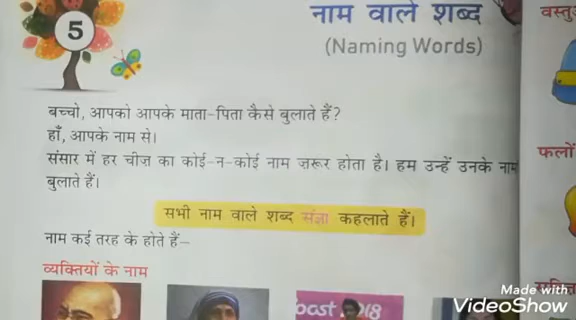 5
नाम वाले शब्द
(Naming Words)
बच्चो, आपको आपके माता-पिता कैसे बुलाते हैं?
हाँ, आपके नाम से।
संसार में हर चीज़ का कोई-न-कोई नाम ज़रूर होता है। हम उन्हें उनके नाम
बुलाते हैं।
सभी नाम वाले शब्द संज्ञा कहलाते हैं।
नाम कई तरह के होते हैं–
व्यक्तियों के नाम
फलों
Made with
VideoShow